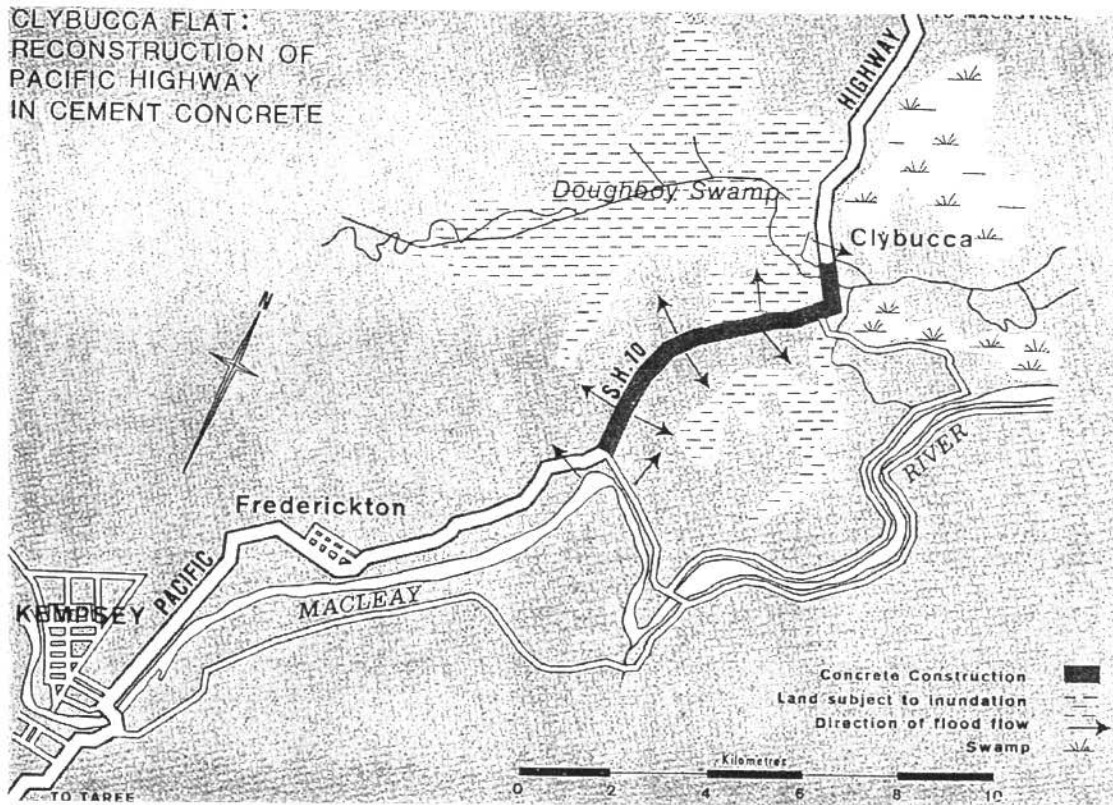 CLYBUCCA FLAT:
RECONSTRUCTION OF
PACIFIC HIGHWAY
IN CEMENT CONCRETE
TO MACKSVILLE
HIGHWAY
Doughboy Swamp
Clybucca
N
S.H. 10
RIVER
Frederickton
PACIFIC
MACLEAY
KEMPSEY
Concrete Construction
Land subject to inundation
Direction of flood flow
Swamp
Kilometres
0 2 4 6 8 10
TO TAREE